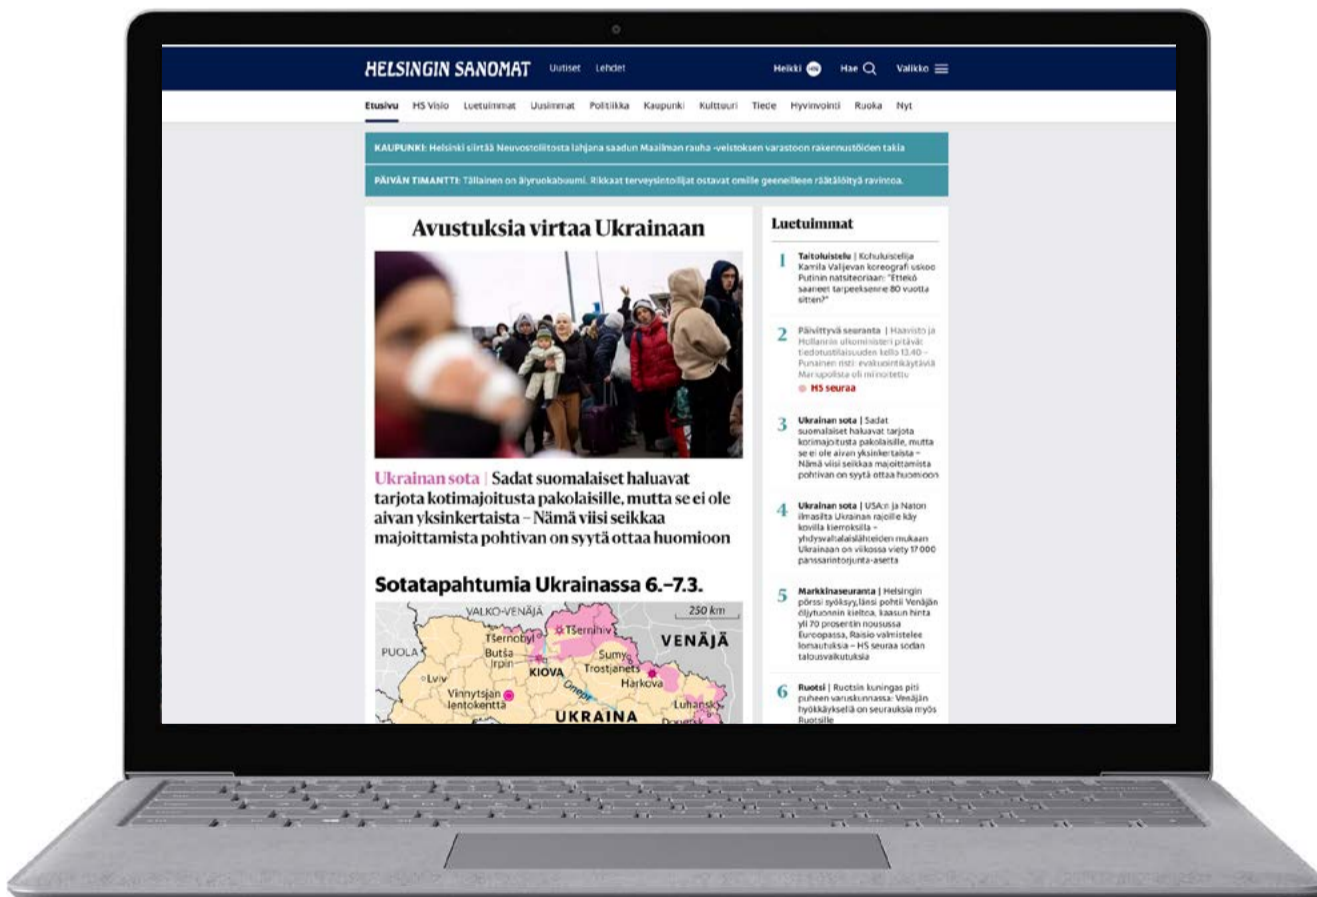 HELSINGIN SANOMAT Uutiset Lehdet Heikki Hae Valikko
Etusivu HS Visio Luetuimmat Uusimmat Politiikka Kaupunki Kulttuuri Tiede Hyvinvointi Ruoka Nyt
KAUPUNKI: Helsinki siirtää Neuvostoliitosta lahjana saadun Maailman rauha -veistoksen varastoon rakennustöiden takia
PÄIVÄN TIMANTTI: Tällainen on älyruokabuumi. Rikkaat terveysintoilijat ostavat omille geeneilleen räätälöityä ravintoa.
Avustuksia virtaa Ukrainaan
Ukrainan sota | Sadat suomalaiset haluavat
tarjota kotimajoitusta pakolaisille, mutta se ei ole
aivan yksinkertaista – Nämä viisi seikkaa
majoittamista pohtivan on syytä ottaa huomioon
Sotatapahtumia Ukrainassa 6.–7.3.
VALKO-VENÄJÄ
250 km
Tšernobyl
Tšernihiv
VENÄJÄ
PUOLA
Butša
Irpin
Sumy
KIOVA
Trostjanets
Lviv
Harkova
Vinnytsjan
lentokenttä
Dnepr
Luhansk
UKRAINA
Luetuimmat
1 Taitoluistelu | Kohuluistelija
Kamila Valijevan koreografi uskoo
Putinin natsiteoriaan: "Ettekö
saaneet tarpeeksenne 80 vuotta
sitten?"
2 Päivittyvä seuranta | Haavisto ja
Hollannin ulkoministeri pitävät
tiedotustilaisuuden kello 13.40 –
Punainen risti: evakuointikäytäviä
Mariupolista oli miinoitettu
HS seuraa
3 Ukrainan sota | Sadat
suomalaiset haluavat tarjota
kotimajoitusta pakolaisille, mutta
se ei ole aivan yksinkertaista –
Nämä viisi seikkaa majoittamista
pohtivan on syytä ottaa huomioon
4 Ukrainan sota | USA:n ja Naton
ilmasilta Ukrainan rajoille käy
kovilla kierroksilla –
yhdysvaltalaislähteiden mukaan
Ukrainaan on viikossa viety 17 000
panssarintorjunta-asetta
5 Markkinaseuranta | Helsingin
pörssi syöksyy, länsi pohtii Venäjän
öljytuonnin kieltoa, kaasun hinta
yli 70 prosentin nousussa
Euroopassa, Raisio valmistelee
lomautuksia – HS seuraa sodan
talousvaikutuksia
6 Ruotsi | Ruotsin kuningas piti
puheen varuskunnassa: Venäjän
hyökkäyksellä on seurauksia myös
Ruotsille